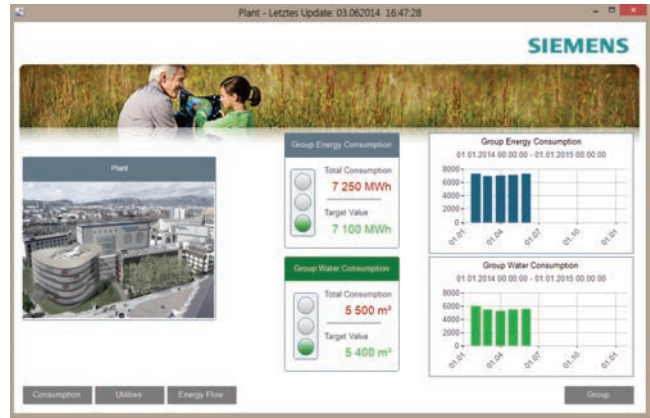 Plant - Letztes Update: 03.062014 16:47:28
SIEMENS
Plant
Group Energy Consumption
Total Consumption
7 250 MWh
Target Value
7 100 MWh
Group Energy Consumption
01.01.2014 00:00:00 - 01.01.2015 00:00:00
8000
6000
4000
2000
0
01.01
01.04
01.07
01.10
01.01
Group Water Consumption
Total Consumption
5 500 m³
Target Value
5 400 m³
Group Water Consumption
01.01.2014 00:00:00 - 01.01.2015 00:00:00
8000
6000
4000
2000
0
01.01
01.04
01.07
01.10
01.01
Consumption
Utilities
Energy Flow
Group